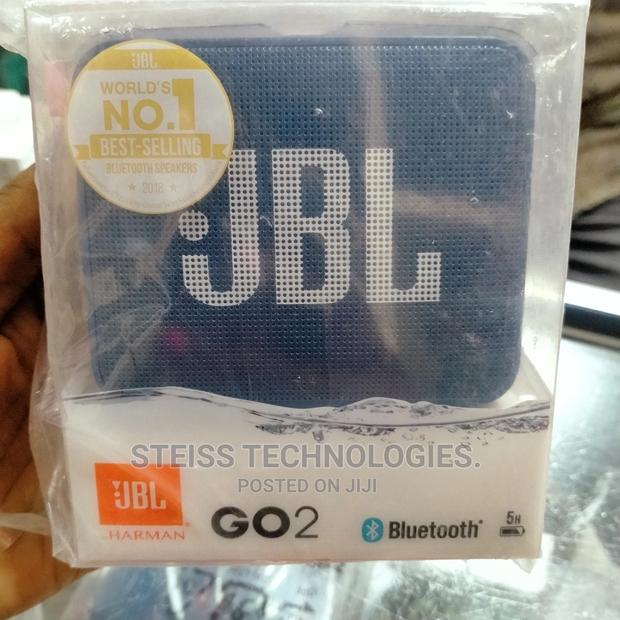 JBL
WORLD'S
NO.1
BEST-SELLING
BLUETOOTH SPEAKERS
★ 2018 ★
JBL
STEISS TECHNOLOGIES.
POSTED ON JIJI
JBL
HARMAN
GO2
Bluetooth®
5H